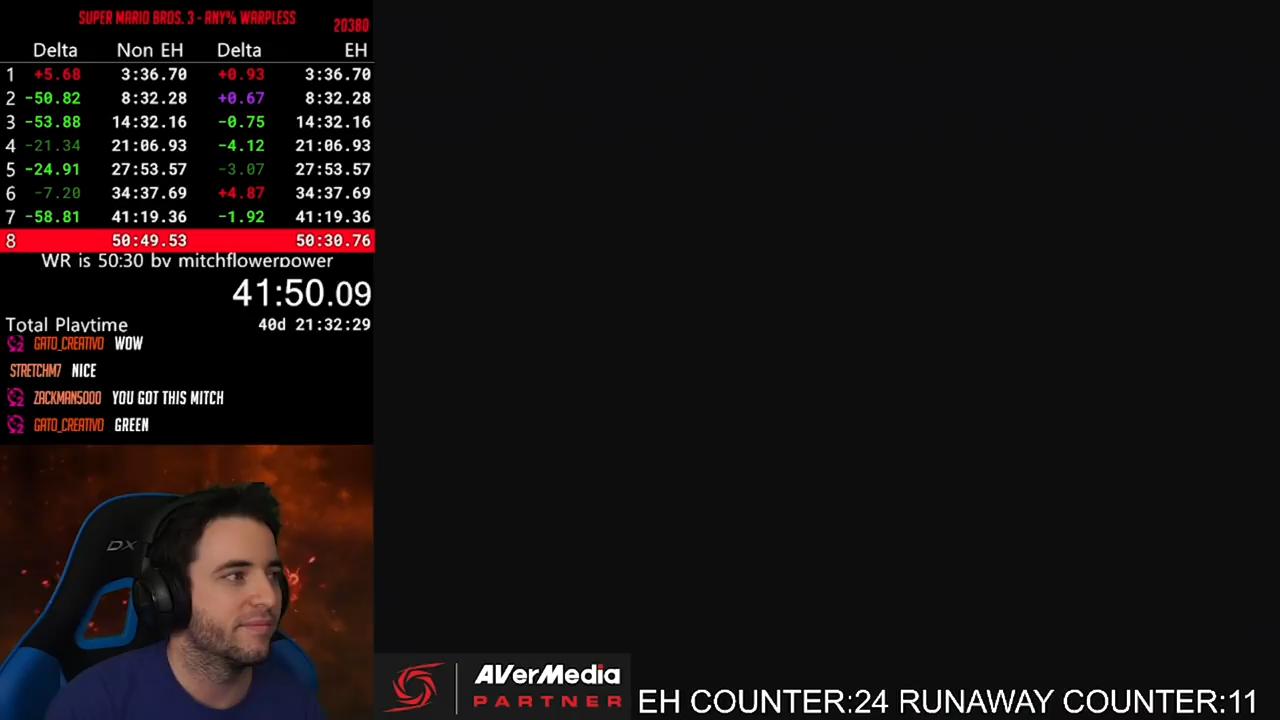 SUPER MARIO BROS. 3 - ANY% WARPLESS
20380
Delta Non EH Delta EH
1 +5.68 3:36.70 +0.93 3:36.70
2 -50.82 8:32.28 +0.67 8:32.28
3 -53.88 14:32.16 -0.75 14:32.16
4 -21.34 21:06.93 -4.12 21:06.93
5 -24.91 27:53.57 -3.07 27:53.57
6 -7.20 34:37.69 +4.87 34:37.69
7 -58.81 41:19.36 -1.92 41:19.36
8 50:49.53 50:30.76
WR is 50:30 by mitchflowerpower
41:50.09
Total Playtime 40d 21:32:29
GATO_CREATIVO WOW
STRETCHM7 NICE
ZACKMAN5000 YOU GOT THIS MITCH
GATO_CREATIVO GREEN
DX
AVerMedia
PARTNER
EH COUNTER:24 RUNAWAY COUNTER:11